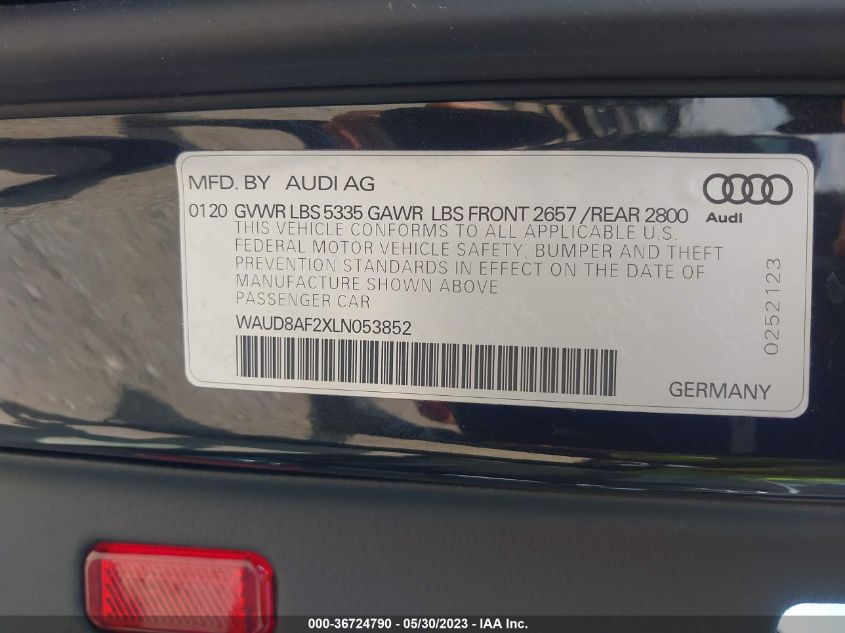 MFD. BY AUDI AG
Audi
0120 GVWR LBS 5335 GAWR LBS FRONT 2657 /REAR 2800
THIS VEHICLE CONFORMS TO ALL APPLICABLE U.S.
FEDERAL MOTOR VEHICLE SAFETY, BUMPER AND THEFT
PREVENTION STANDARDS IN EFFECT ON THE DATE OF
MANUFACTURE SHOWN ABOVE
PASSENGER CAR
WAUD8AF2XLN053852
0252123
GERMANY
000-36724790 - 05/30/2023 - IAA Inc.